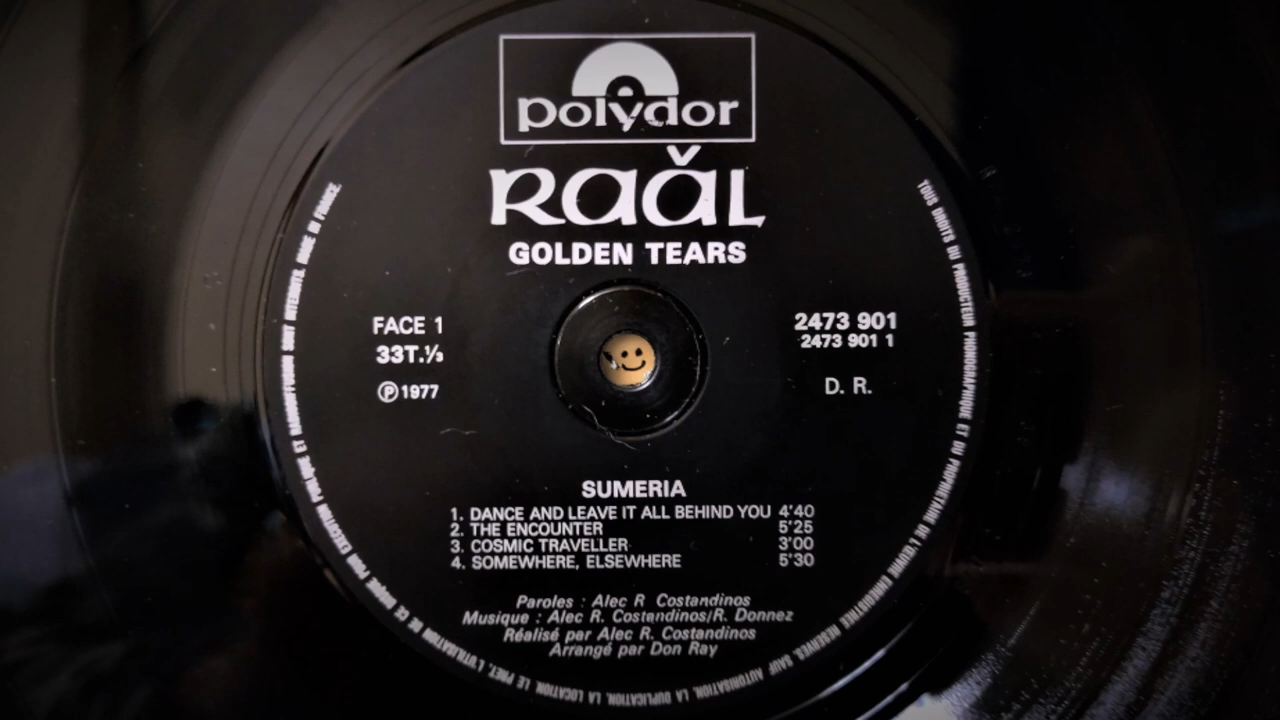 polydor
RAǍL
GOLDEN TEARS
FACE 1
33T.⅓
Ⓟ 1977
2473 901
2473 901 1
D. R.
SUMERIA
1. DANCE AND LEAVE IT ALL BEHIND YOU 4'40
2. THE ENCOUNTER 5'25
3. COSMIC TRAVELLER 3'00
4. SOMEWHERE, ELSEWHERE 5'30
Paroles : Alec R Costandinos
Musique : Alec R. Costandinos/R. Donnez
Réalisé par Alec R. Costandinos
Arrangé par Don Ray
TOUS DROITS DU PRODUCTEUR PHONOGRAPHIQUE ET DU PROPRIETAIRE DE L'ŒUVRE ENREGISTREE RESERVES. SAUF AUTORISATION, LA DUPLICATION, LA LOCATION, LE PRET, L'UTILISATION DE CE DISQUE POUR EXECUTION PUBLIQUE ET RADIODIFFUSION SONT INTERDITS. MADE IN FRANCE